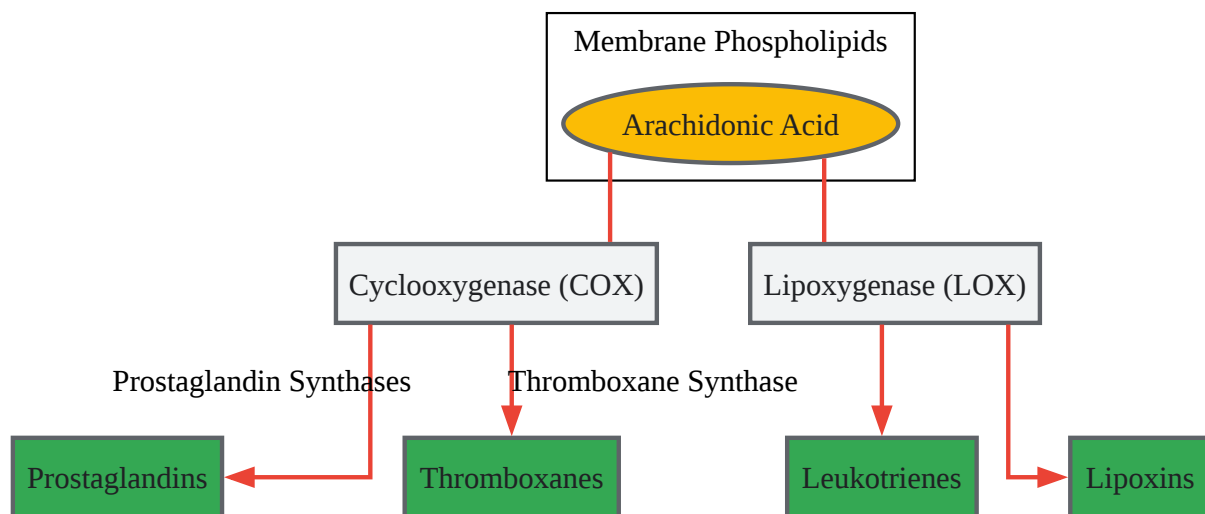 Membrane Phospholipids
Arachidonic Acid
Cyclooxygenase (COX)
Lipoxygenase (LOX)
Prostaglandin Synthases
Thromboxane Synthase
Prostaglandins
Thromboxanes
Leukotrienes
Lipoxins